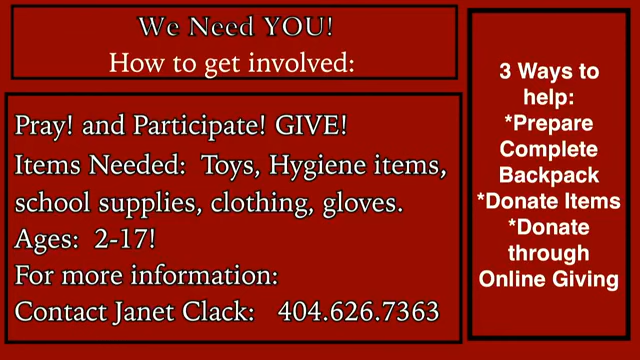 We Need YOU!
How to get involved:
Pray! and Participate! GIVE!
Items Needed:  Toys, Hygiene items,
school supplies, clothing, gloves.
Ages:  2-17!
For more information:
Contact Janet Clack:   404.626.7363
3 Ways to
help:
*Prepare
Complete
Backpack
*Donate Items
*Donate
through
Online Giving